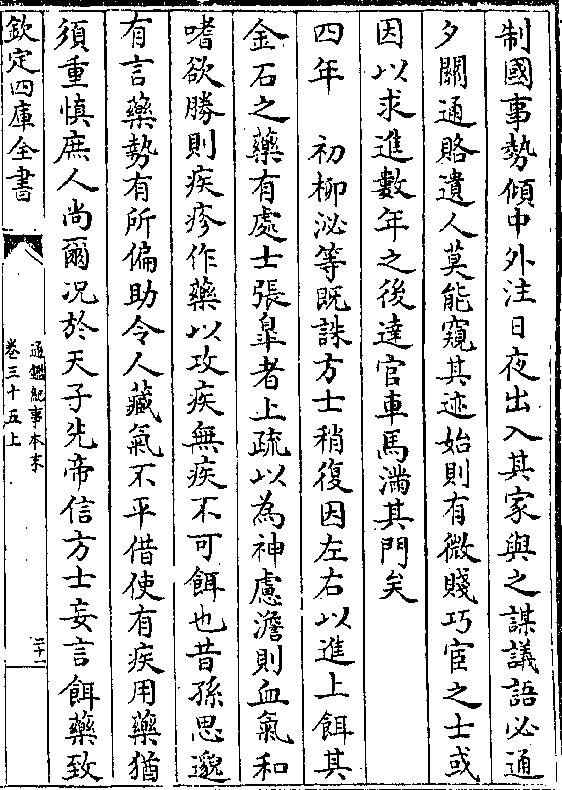 制國事勢傾中外注日夜出入其家與之謀議語必通
夕關通賂遺人莫能窺其迹始則有微賤巧宦之士或
因以求進數年之後達官車馬滿其門矣
四年　初柳泌等既誅方士稍復因左右以進上餌其
金石之藥有處士張臯者上疏以為神慮澹則血氣和
嗜欲勝則疾疹作藥以攻疾無疾不可餌也昔孫思邈
有言藥勢有所偏助令人藏氣不平借使有疾用藥猶
須重慎庶人尚爾况於天子先帝信方士妄言餌藥致
欽定四庫全書
通鑑紀事本末
卷三十五上
二十一